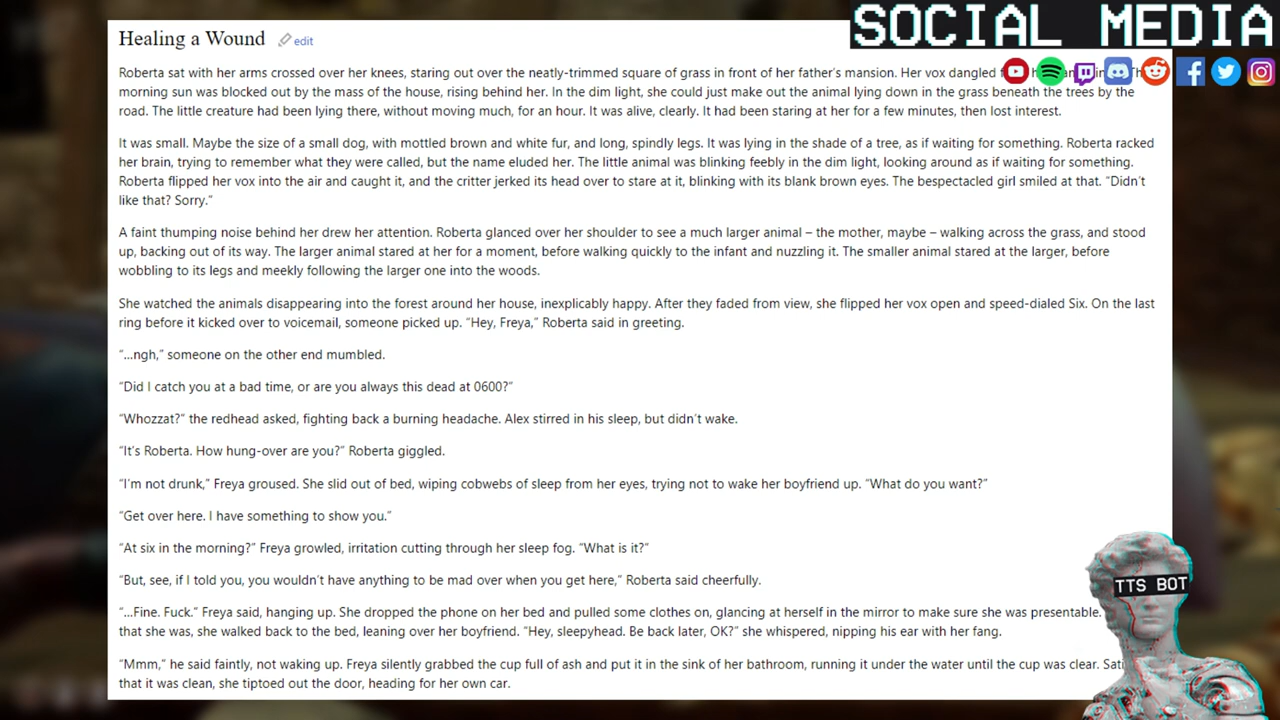 SOCIAL MEDIA
Healing a Wound edit
Roberta sat with her arms crossed over her knees, staring out over the neatly-trimmed square of grass in front of her father’s mansion. Her vox dangled
morning sun was blocked out by the mass of the house, rising behind her. In the dim light, she could just make out the animal lying down in the grass beneath the trees by the
road. The little creature had been lying there, without moving much, for an hour. It was alive, clearly. It had been staring at her for a few minutes, then lost interest.
It was small. Maybe the size of a small dog, with mottled brown and white fur, and long, spindly legs. It was lying in the shade of a tree, as if waiting for something. Roberta racked
her brain, trying to remember what they were called, but the name eluded her. The little animal was blinking feebly in the dim light, looking around as if waiting for something.
Roberta flipped her vox into the air and caught it, and the critter jerked its head over to stare at it, blinking with its blank brown eyes. The bespectacled girl smiled at that. “Didn’t
like that? Sorry.”
A faint thumping noise behind her drew her attention. Roberta glanced over her shoulder to see a much larger animal – the mother, maybe – walking across the grass, and stood
up, backing out of its way. The larger animal stared at her for a moment, before walking quickly to the infant and nuzzling it. The smaller animal stared at the larger, before
wobbling to its legs and meekly following the larger one into the woods.
She watched the animals disappearing into the forest around her house, inexplicably happy. After they faded from view, she flipped her vox open and speed-dialed Six. On the last
ring before it kicked over to voicemail, someone picked up. “Hey, Freya,” Roberta said in greeting.
“…ngh,” someone on the other end mumbled.
“Did I catch you at a bad time, or are you always this dead at 0600?”
“Whozzat?” the redhead asked, fighting back a burning headache. Alex stirred in his sleep, but didn’t wake.
“It’s Roberta. How hung-over are you?” Roberta giggled.
“I’m not drunk,” Freya groused. She slid out of bed, wiping cobwebs of sleep from her eyes, trying not to wake her boyfriend up. “What do you want?”
“Get over here. I have something to show you.”
“At six in the morning?” Freya growled, irritation cutting through her sleep fog. “What is it?”
“But, see, if I told you, you wouldn’t have anything to be mad over when you get here,” Roberta said cheerfully.
“…Fine. Fuck.” Freya said, hanging up. She dropped the phone on her bed and pulled some clothes on, glancing at herself in the mirror to make sure she was presentable.
that she was, she walked back to the bed, leaning over her boyfriend. “Hey, sleepyhead. Be back later, OK?” she whispered, nipping his ear with her fang.
“Mmm,” he said faintly, not waking up. Freya silently grabbed the cup full of ash and put it in the sink of her bathroom, running it under the water until the cup was clear.
that it was clean, she tiptoed out the door, heading for her own car.
TTS BOT